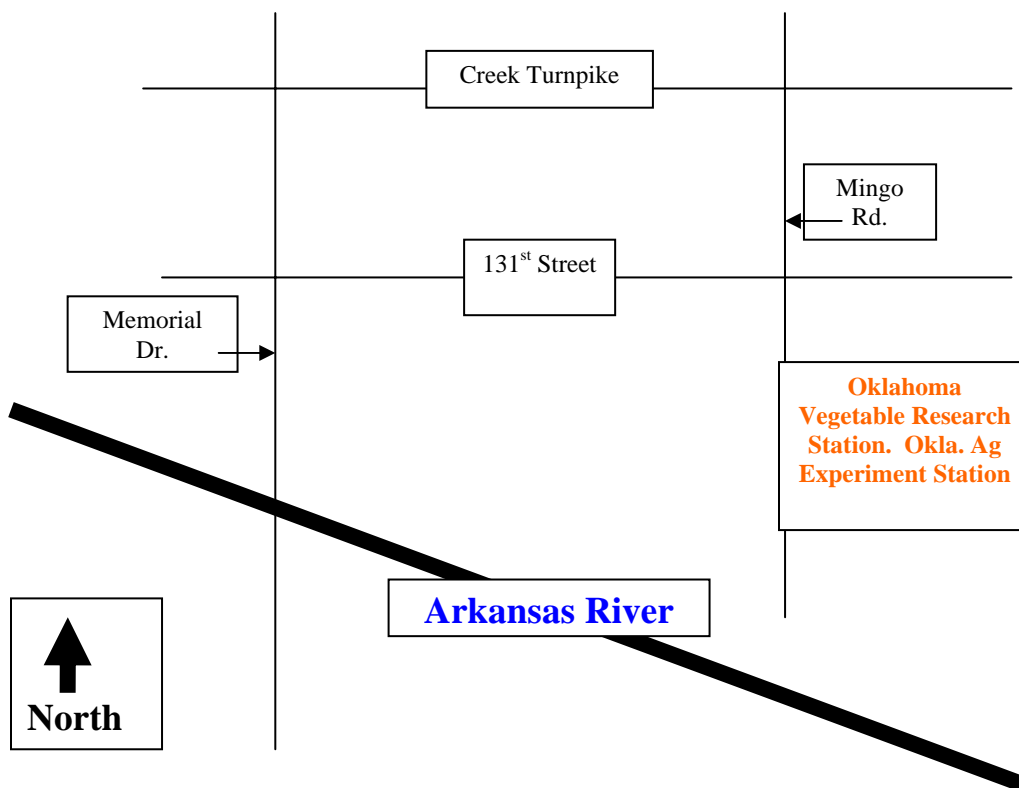 Creek Turnpike
Mingo
Rd.
131st Street
Memorial
Dr.
Oklahoma
Vegetable Research
Station. Okla. Ag
Experiment Station
Arkansas River
North